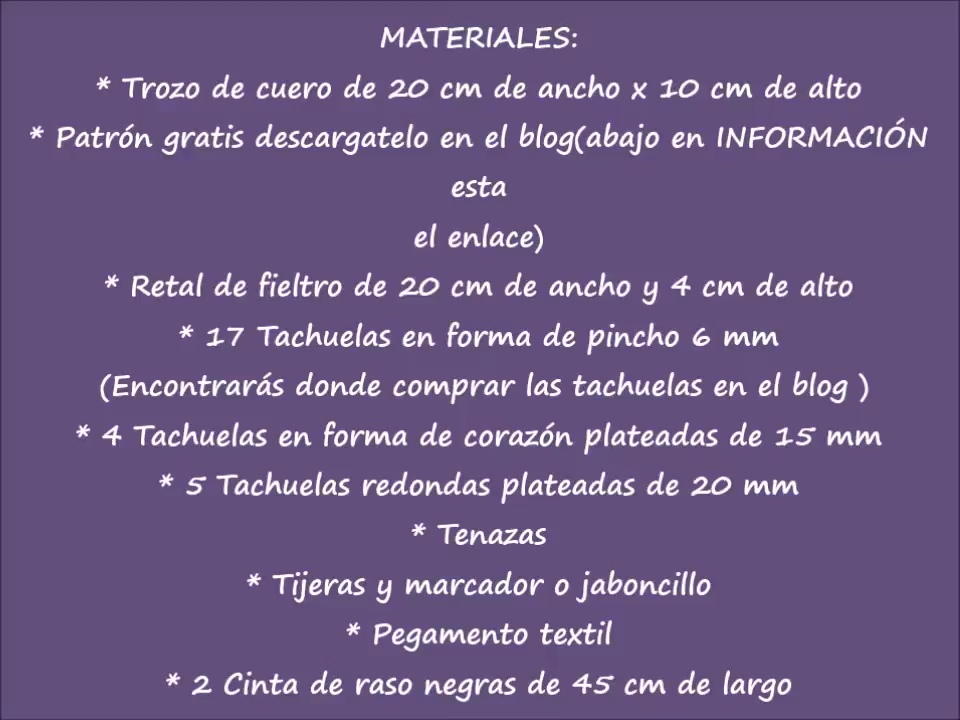 MATERIALES:
* Trozo de cuero de 20 cm de ancho x 10 cm de alto
* Patrón gratis descargatelo en el blog(abajo en INFORMACIÓN
esta
el enlace)
* Retal de fieltro de 20 cm de ancho y 4 cm de alto
* 17 Tachuelas en forma de pincho 6 mm
(Encontrarás donde comprar las tachuelas en el blog )
* 4 Tachuelas en forma de corazón plateadas de 15 mm
* 5 Tachuelas redondas plateadas de 20 mm
* Tenazas
* Tijeras y marcador o jaboncillo
* Pegamento textil
* 2 Cinta de raso negras de 45 cm de largo